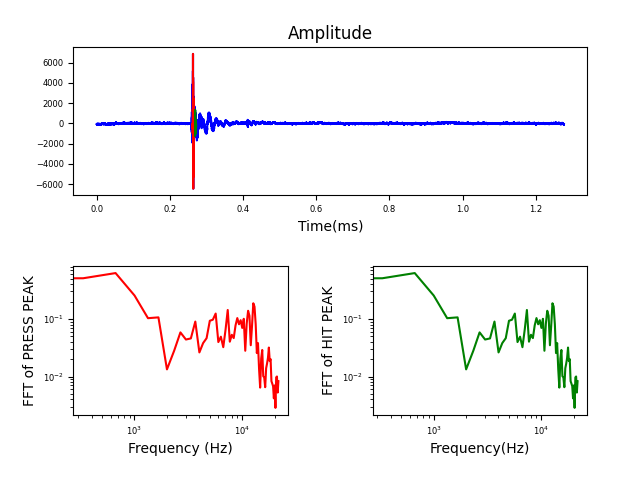 Amplitude
6000
4000
2000
0
−2000
−4000
−6000
0.0 0.2 0.4 0.6 0.8 1.0 1.2
Time(ms)
FFT of PRESS PEAK
10⁻¹
10⁻²
10³ 10⁴
Frequency (Hz)
FFT of HIT PEAK
10⁻¹
10⁻²
10³ 10⁴
Frequency(Hz)